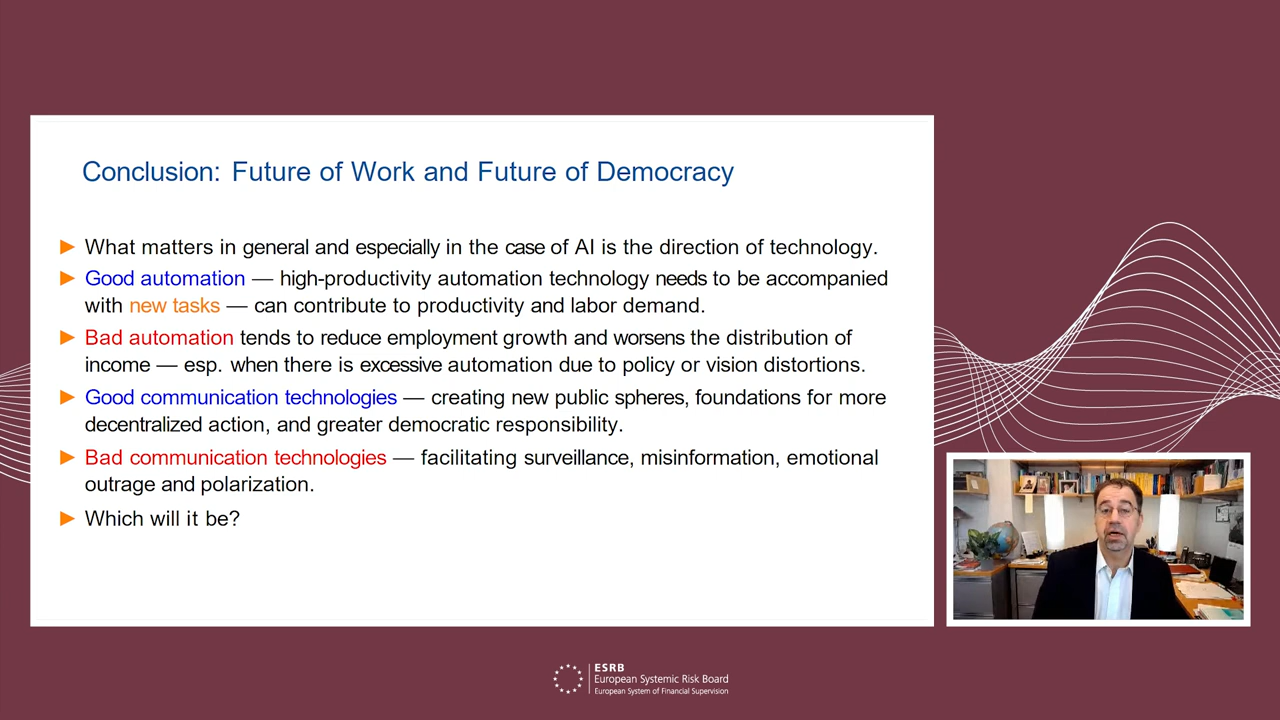 Conclusion: Future of Work and Future of Democracy
► What matters in general and especially in the case of AI is the direction of technology.
► Good automation — high-productivity automation technology needs to be accompanied
with new tasks — can contribute to productivity and labor demand.
► Bad automation tends to reduce employment growth and worsens the distribution of
income — esp. when there is excessive automation due to policy or vision distortions.
► Good communication technologies — creating new public spheres, foundations for more
decentralized action, and greater democratic responsibility.
► Bad communication technologies — facilitating surveillance, misinformation, emotional
outrage and polarization.
► Which will it be?
ESRB
European Systemic Risk Board
European System of Financial Supervision